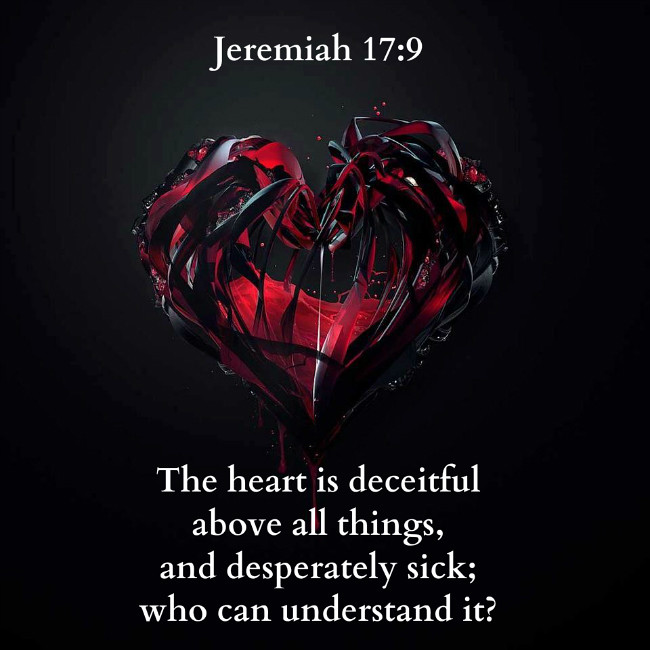 Jeremiah 17:9
The heart is deceitful
above all things,
and desperately sick;
who can understand it?